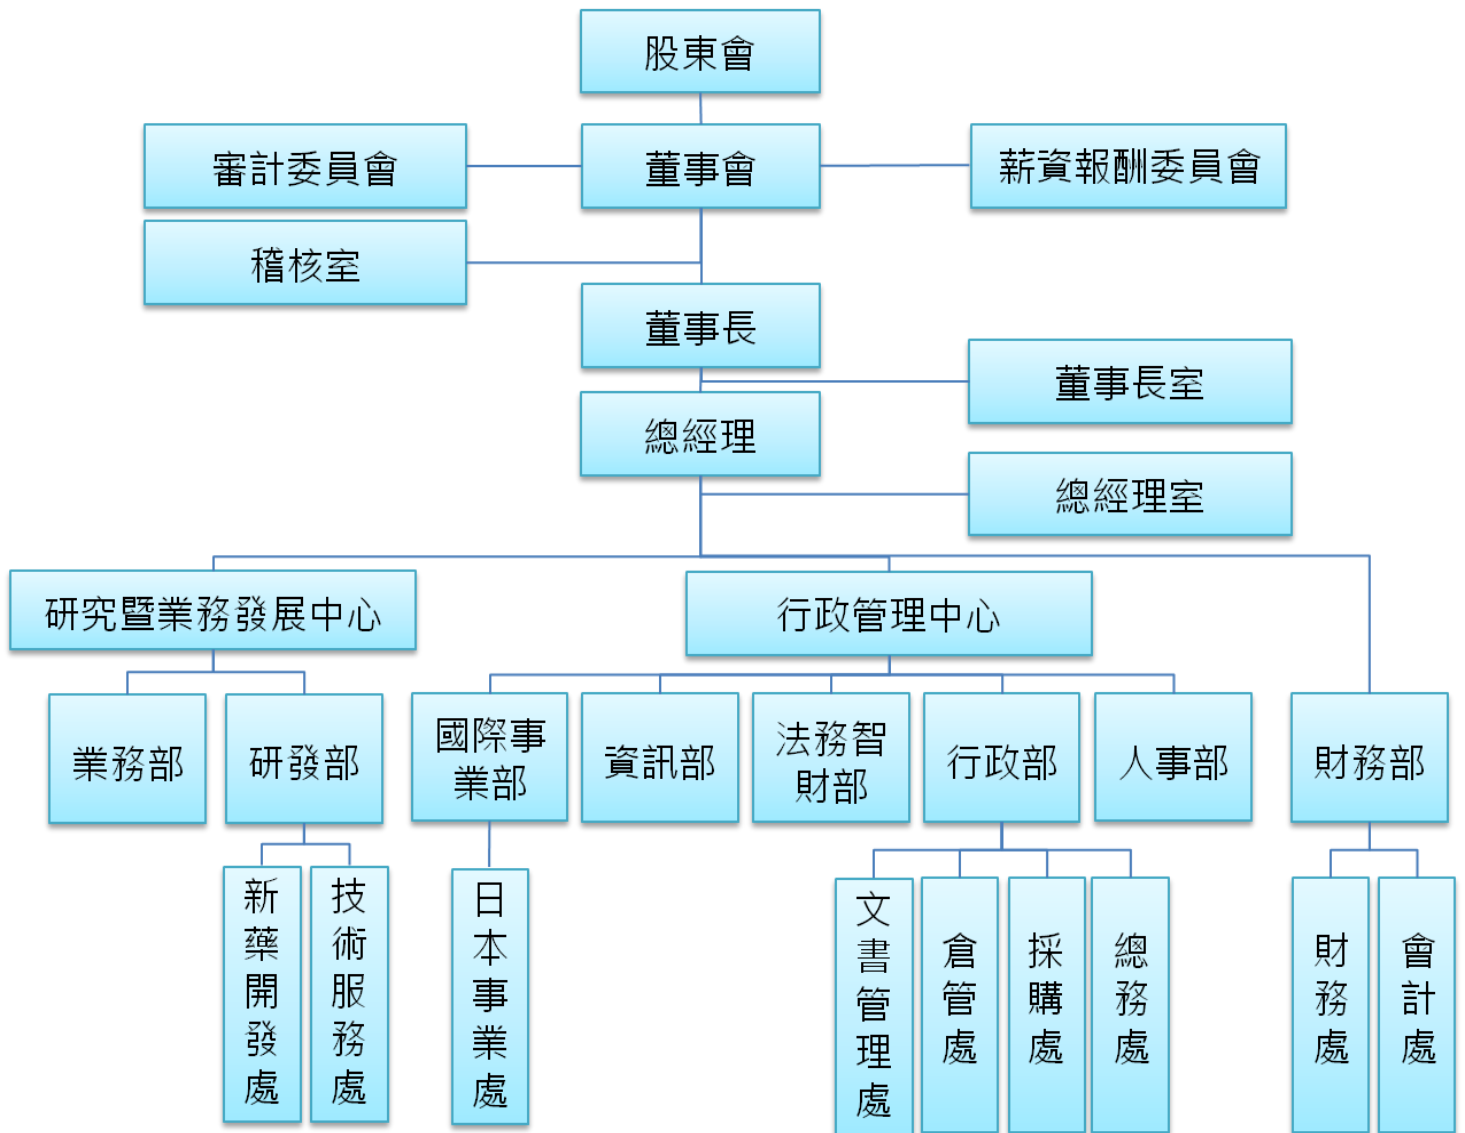 股東會
審計委員會
董事會
薪資報酬委員會
稽核室
董事長
董事長室
總經理
總經理室
研究暨業務發展中心
行政管理中心
業務部
研發部
國際事
業部
資訊部
法務智
財部
行政部
人事部
財務部
新藥開發處
技術服務處
日本事業處
文書管理處
倉管處
採購處
總務處
財務處
會計處